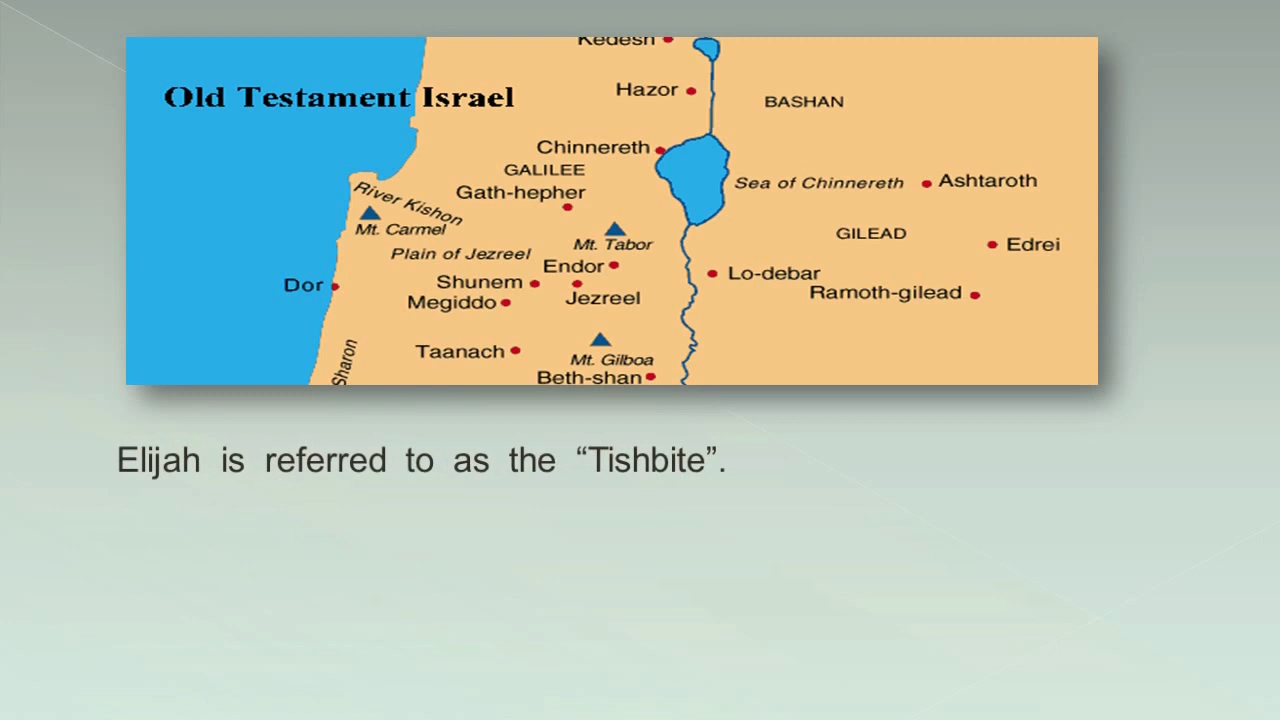 Kedesh
Old Testament Israel
Hazor
BASHAN
Chinnereth
GALILEE
Sea of Chinnereth
Ashtaroth
River Kishon
Gath-hepher
Mt. Carmel
GILEAD
Mt. Tabor
Edrei
Plain of Jezreel
Endor
Lo-debar
Dor
Shunem
Ramoth-gilead
Megiddo
Jezreel
Taanach
Mt. Gilboa
Sharon
Beth-shan
Elijah is referred to as the “Tishbite”.